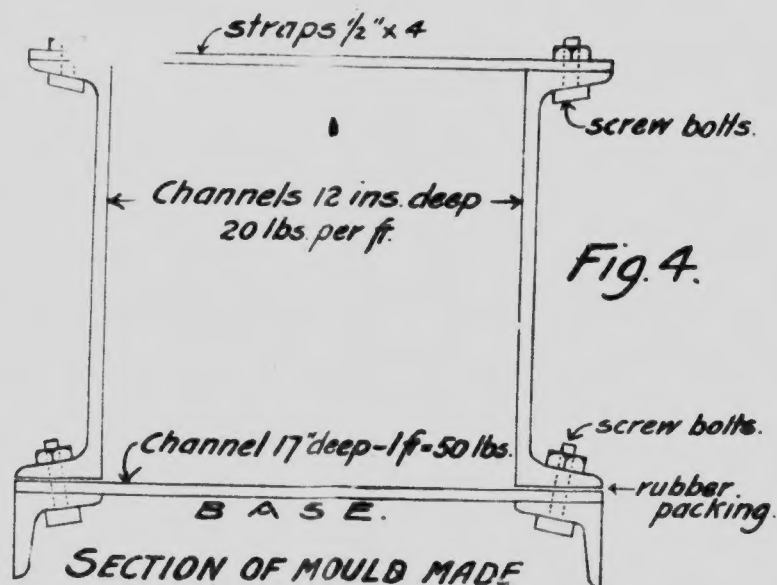 straps 1/2" x 4
screw bolts.
Channels 12 ins. deep
20 lbs. per ft.
Fig. 4.
Channel 17" deep - 1 ft = 50 lbs.
screw bolts.
rubber.
packing.
BASE.
SECTION OF MOULD MADE